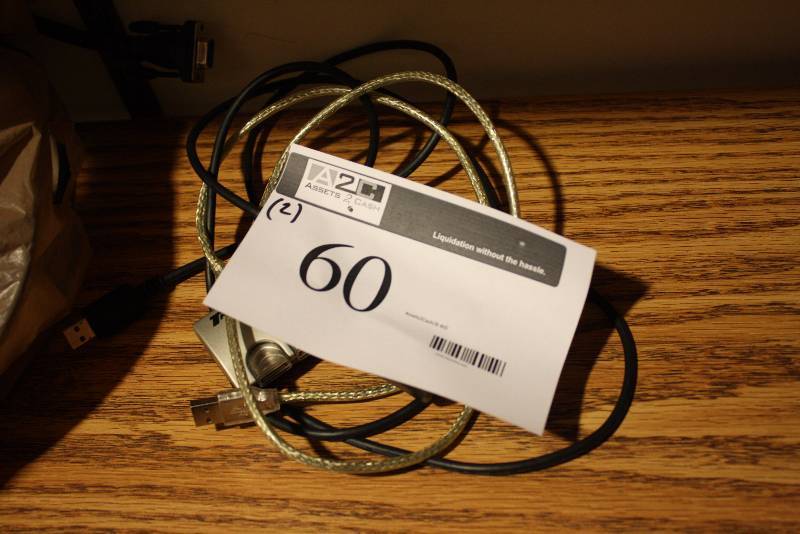 A2C
ASSETS 2 CASH
Liquidation without the hassle.
(2)
60